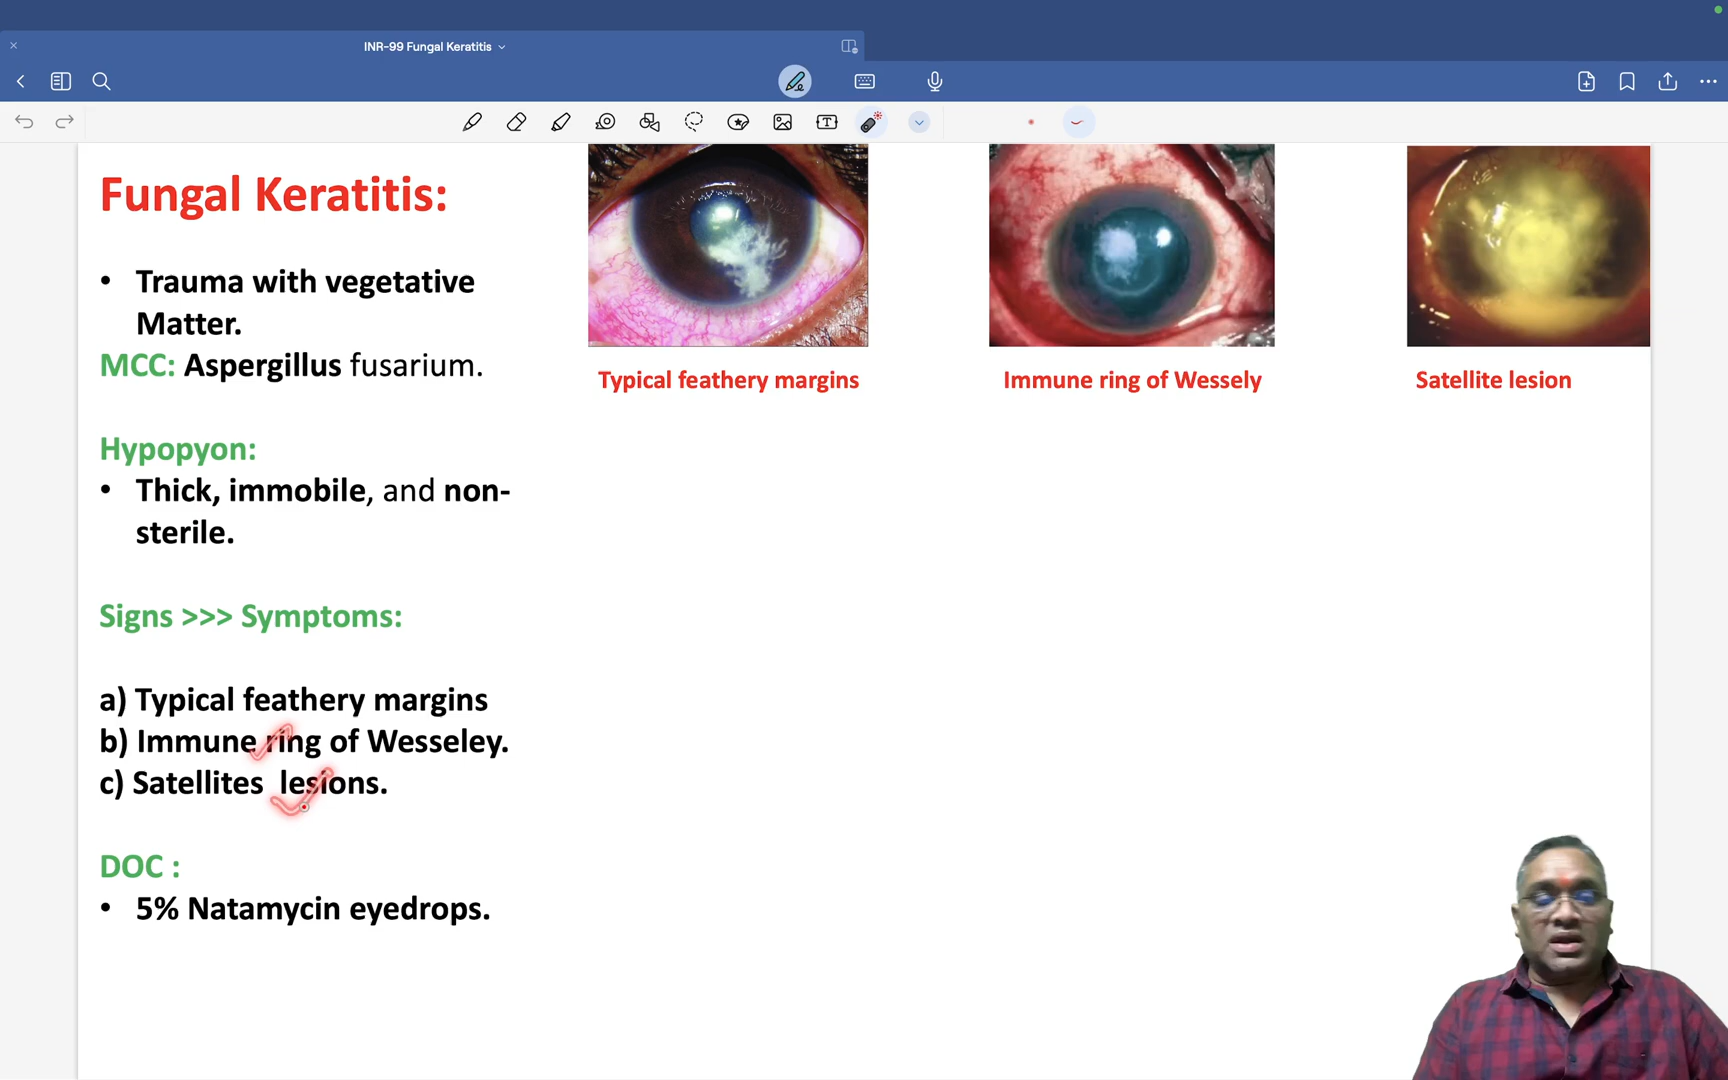 INR-99 Fungal Keratitis
Fungal Keratitis:
• Trauma with vegetative
Matter.
MCC: Aspergillus fusarium.
Hypopyon:
• Thick, immobile, and non-
sterile.
Signs >>> Symptoms:
a) Typical feathery margins
b) Immune ring of Wesseley.
c) Satellites lesions.
DOC :
• 5% Natamycin eyedrops.
Typical feathery margins
Immune ring of Wessely
Satellite lesion